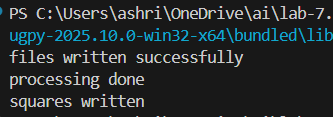 PS C:\Users\ashri\OneDrive\ai\lab-7.
ugpy-2025.10.0-win32-x64\bundled\lib
files written successfully
processing done
squares written